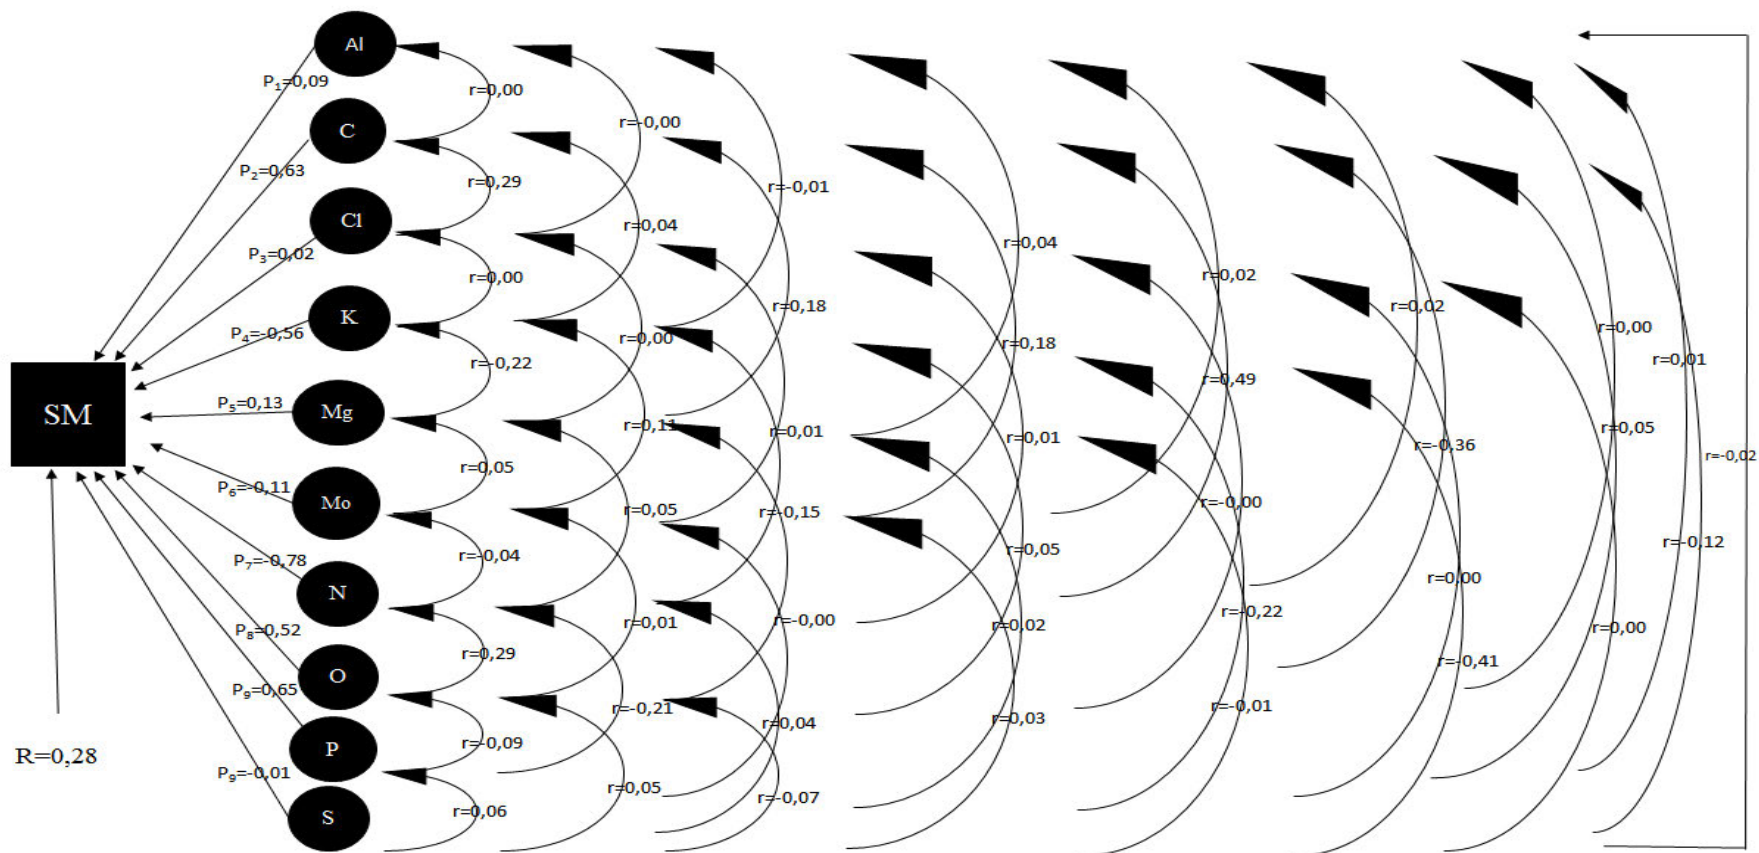 Al
C
Cl
K
Mg
Mo
N
O
P
S
SM
R=0,28
P₁=0,09
P₂=0,63
P₃=0,02
P₄=-0,56
P₅=0,13
P₆=-0,11
P₇=-0,78
P₈=0,52
P₉=0,65
P₉=-0,01
r=0,00
r=0,29
r=0,00
r=-0,22
r=0,05
r=-0,04
r=0,29
r=-0,09
r=0,06
r=-0,00
r=0,04
r=0,00
r=0,11
r=0,05
r=0,01
r=-0,21
r=0,05
r=-0,01
r=0,18
r=0,01
r=-0,15
r=-0,00
r=0,04
r=-0,07
r=0,04
r=0,18
r=0,01
r=0,05
r=0,02
r=0,03
r=0,02
r=0,49
r=-0,00
r=-0,22
r=-0,01
r=0,02
r=-0,36
r=0,00
r=-0,41
r=0,00
r=0,05
r=0,00
r=0,01
r=-0,12
r=-0,02